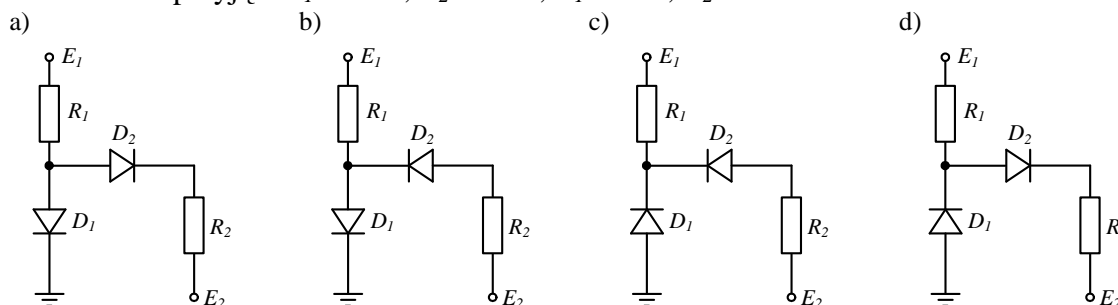 a) b) c) d)
E₁ E₁ E₁ E₁
R₁ R₁ R₁ R₁
D₂ D₂ D₂ D₂
D₁ R₂ D₁ R₂ D₁ R₂ D₁ R
E₂ E₂ E₂ E₂